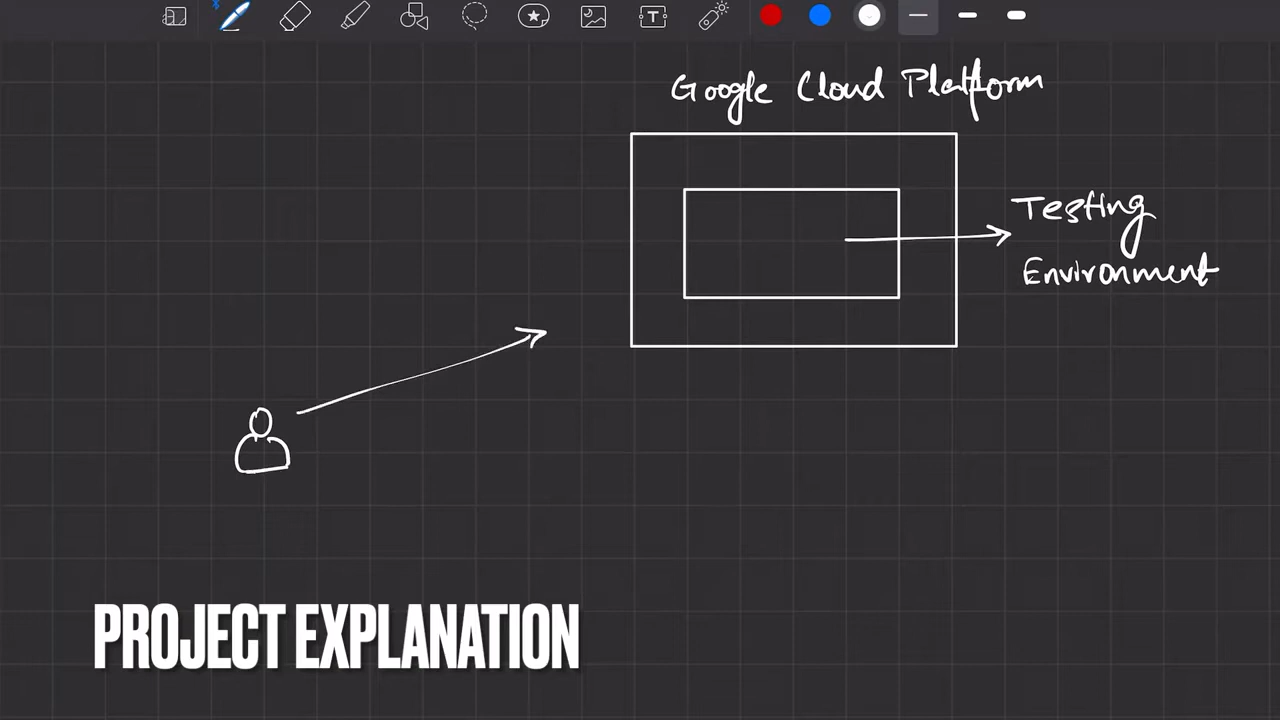 T
Google Cloud Platform
Testing
Environment
PROJECT EXPLANATION